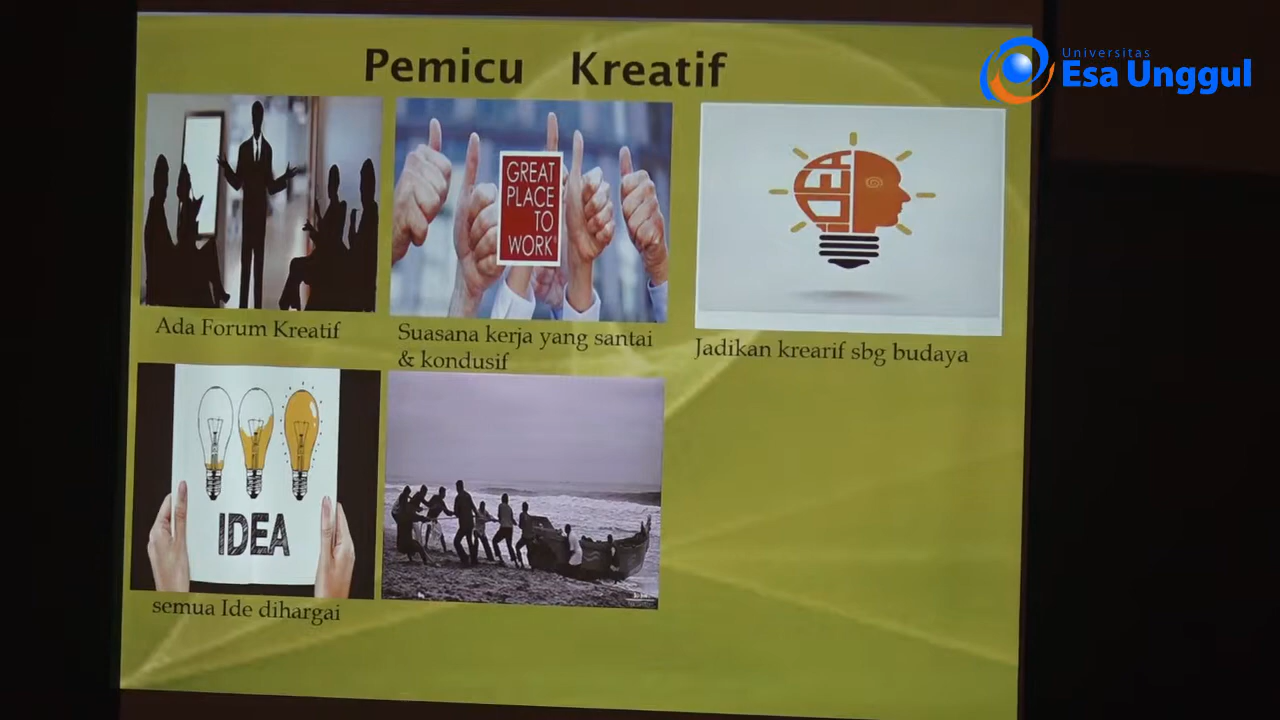 Pemicu Kreatif
Universitas
Esa Unggul
GREAT
PLACE
TO
WORK
IDEA
Ada Forum Kreatif
Suasana kerja yang santai
& kondusif
Jadikan krearif sbg budaya
IDEA
semua Ide dihargai